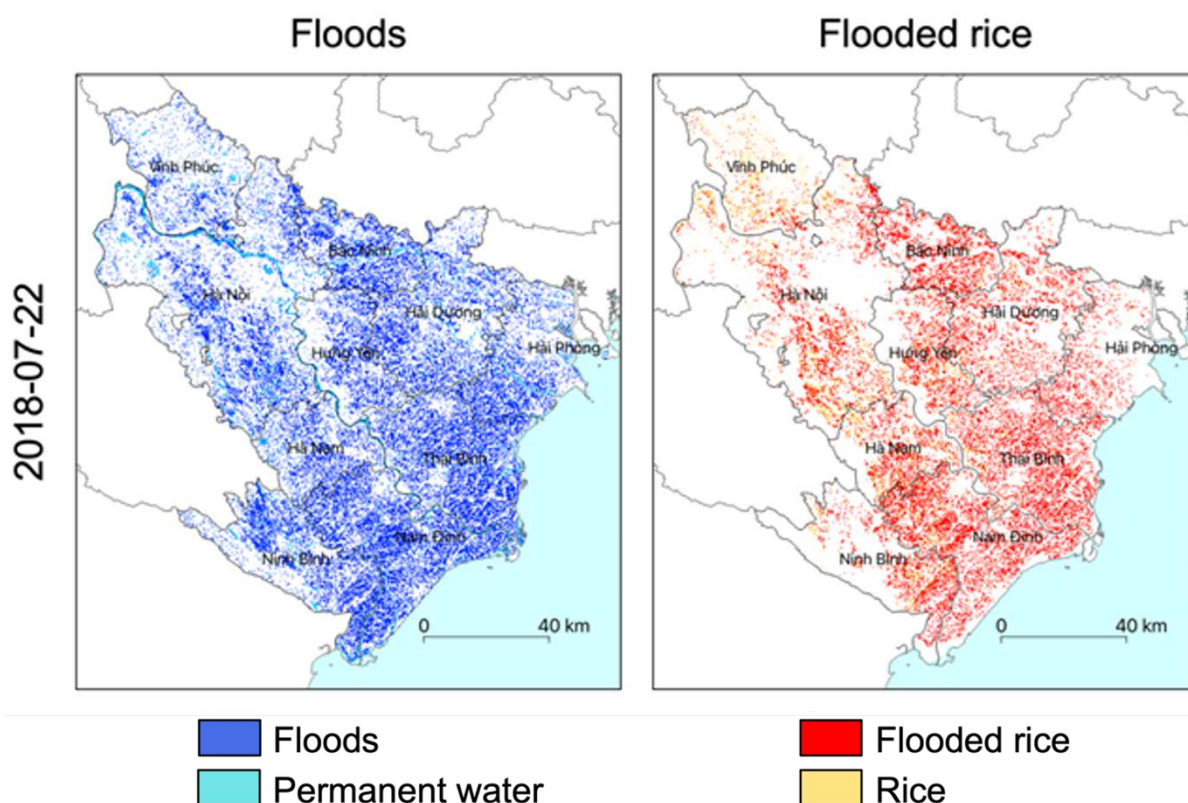 Floods
Flooded rice
2018-07-22
Vĩnh Phúc
Bắc Ninh
Hà Nội
Hải Dương
Hưng Yên
Hải Phòng
Hà Nam
Thái Bình
Nam Định
Ninh Bình
0 40 km
Vĩnh Phúc
Bắc Ninh
Hà Nội
Hải Dương
Hưng Yên
Hải Phòng
Hà Nam
Thái Bình
Nam Định
Ninh Bình
0 40 km
Floods
Permanent water
Flooded rice
Rice